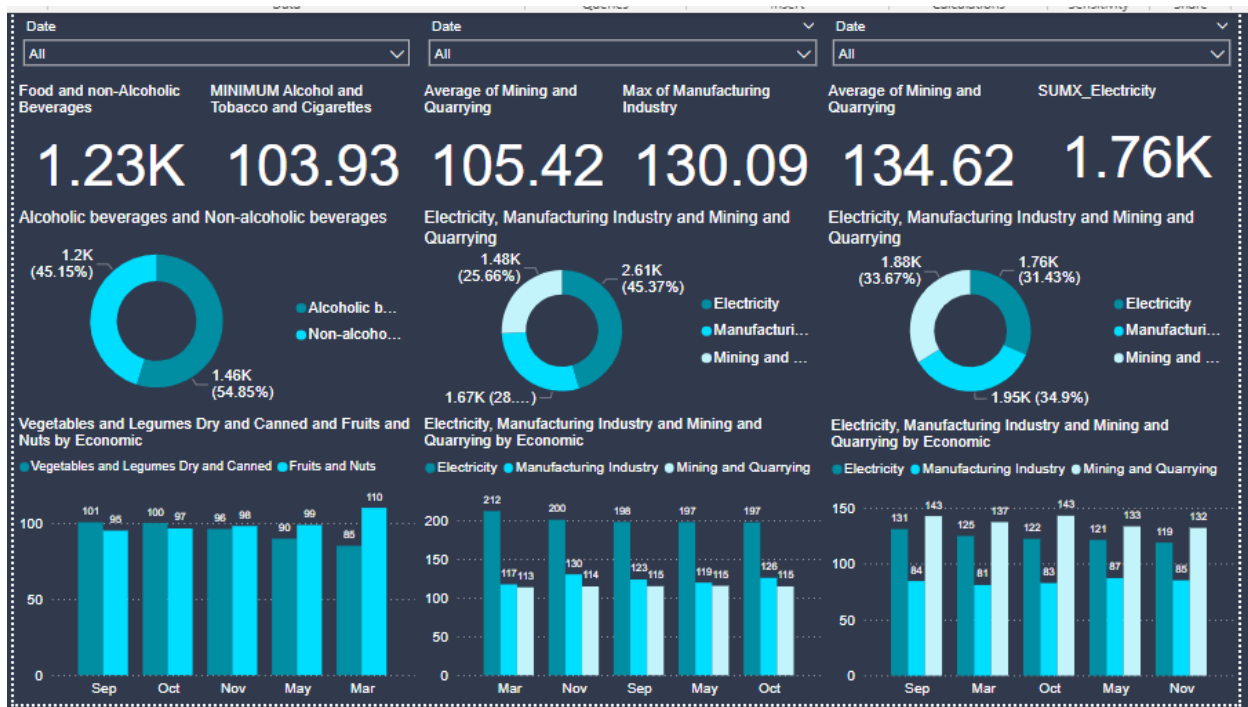 Data Queries Insert Calculations Sensitivity Share
Date
All
Date
All
Date
All
Food and non-Alcoholic
Beverages
1.23K
MINIMUM Alcohol and
Tobacco and Cigarettes
103.93
Average of Mining and
Quarrying
105.42
Max of Manufacturing
Industry
130.09
Average of Mining and
Quarrying
134.62
SUMX_Electricity
1.76K
Alcoholic beverages and Non-alcoholic beverages
1.2K
(45.15%)
1.46K
(54.85%)
Alcoholic b...
Non-alcoho...
Electricity, Manufacturing Industry and Mining and
Quarrying
1.48K
(25.66%)
2.61K
(45.37%)
1.67K (28....)
Electricity
Manufacturi...
Mining and ...
Electricity, Manufacturing Industry and Mining and
Quarrying
1.88K
(33.67%)
1.76K
(31.43%)
1.95K (34.9%)
Electricity
Manufacturi...
Mining and ...
Vegetables and Legumes Dry and Canned and Fruits and
Nuts by Economic
Vegetables and Legumes Dry and Canned Fruits and Nuts
100
50
0
101 95 100 97 96 98 90 99 85 110
Sep Oct Nov May Mar
Electricity, Manufacturing Industry and Mining and
Quarrying by Economic
Electricity Manufacturing Industry Mining and Quarrying
200
150
100
50
0
212 117 113 200 130 114 198 123 115 197 119 115 197 126 115
Mar Nov Sep May Oct
Electricity, Manufacturing Industry and Mining and
Quarrying by Economic
Electricity Manufacturing Industry Mining and Quarrying
150
100
50
0
131 84 143 125 81 137 122 83 143 121 87 133 119 85 132
Sep Mar Oct May Nov